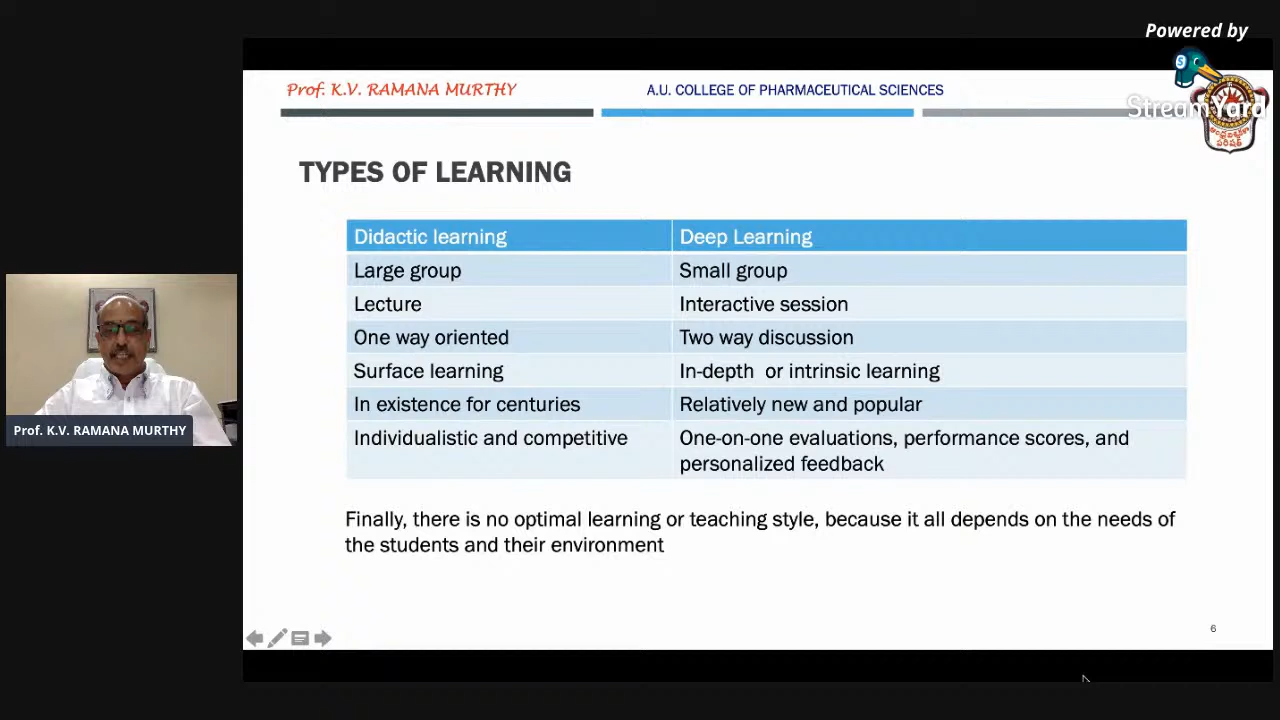 Powered by
StreamYard
Prof. K.V. RAMANA MURTHY
A.U. COLLEGE OF PHARMACEUTICAL SCIENCES
TYPES OF LEARNING
Didactic learning Deep Learning
Large group Small group
Lecture Interactive session
One way oriented Two way discussion
Surface learning In-depth or intrinsic learning
In existence for centuries Relatively new and popular
Individualistic and competitive One-on-one evaluations, performance scores, and
personalized feedback
Finally, there is no optimal learning or teaching style, because it all depends on the needs of
the students and their environment
6
Prof. K.V. RAMANA MURTHY